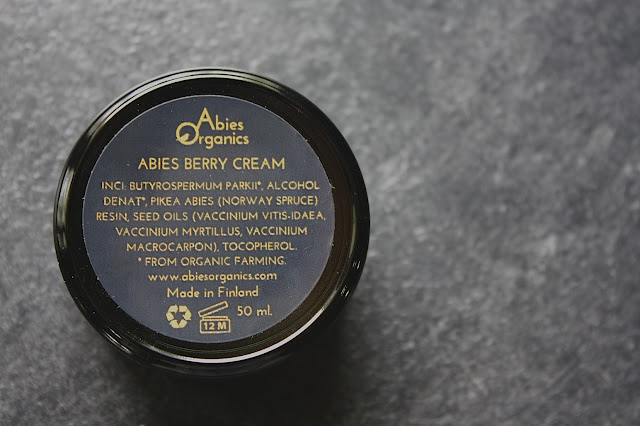 Abies
Organics
ABIES BERRY CREAM
INCI: BUTYROSPERMUM PARKII*, ALCOHOL
DENAT*, PIKEA ABIES (NORWAY SPRUCE)
RESIN, SEED OILS (VACCINIUM VITIS-IDAEA,
VACCINIUM MYRTILLUS, VACCINIUM
MACROCARPON), TOCOPHEROL.
* FROM ORGANIC FARMING.
www.abiesorganics.com
Made in Finland
12 M 50 ml.